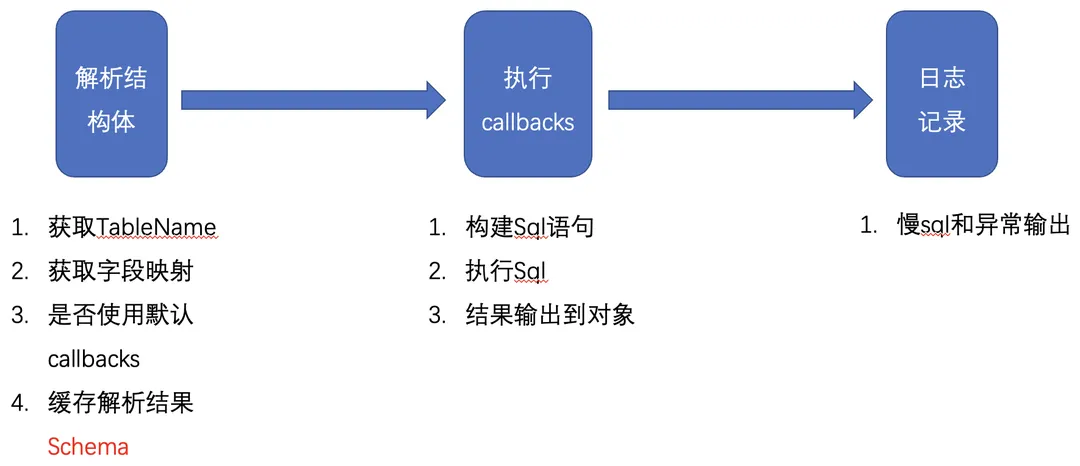 解析结
构体
执行
callbacks
日志
记录
1. 获取TableName
2. 获取字段映射
3. 是否使用默认
callbacks
4. 缓存解析结果
Schema
1. 构建Sql语句
2. 执行Sql
3. 结果输出到对象
1. 慢sql和异常输出